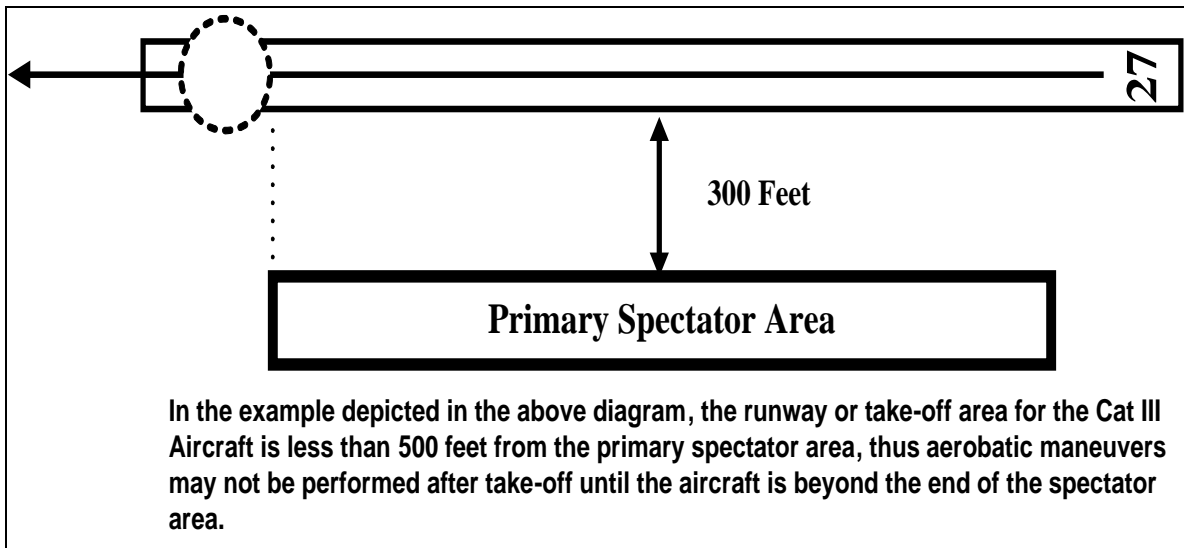 27
300 Feet
Primary Spectator Area
In the example depicted in the above diagram, the runway or take-off area for the Cat III
Aircraft is less than 500 feet from the primary spectator area, thus aerobatic maneuvers
may not be performed after take-off until the aircraft is beyond the end of the spectator
area.